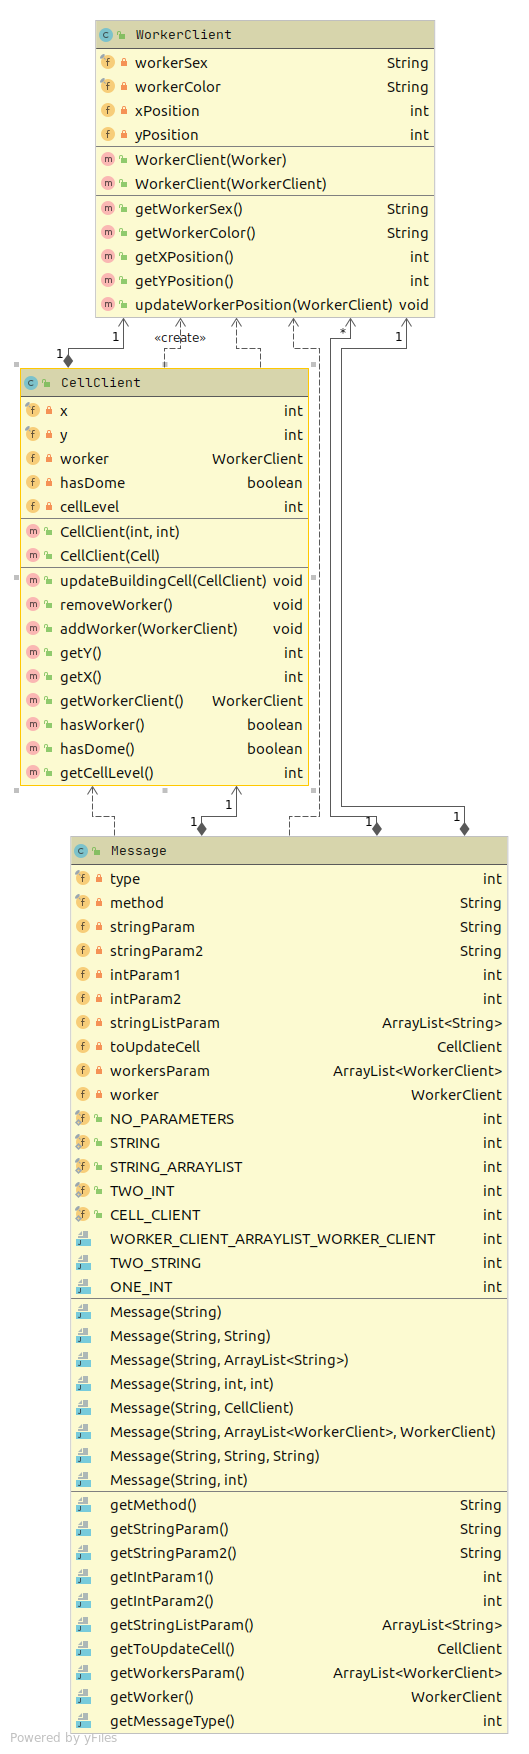 WorkerClient
workerSex String
workerColor String
xPosition int
yPosition int
WorkerClient(Worker)
WorkerClient(WorkerClient)
getWorkerSex() String
getWorkerColor() String
getXPosition() int
getYPosition() int
updateWorkerPosition(WorkerClient) void
1 * 1
«create»
1
CellClient
x int
y int
worker WorkerClient
hasDome boolean
cellLevel int
CellClient(int, int)
CellClient(Cell)
updateBuildingCell(CellClient) void
removeWorker() void
addWorker(WorkerClient) void
getY() int
getX() int
getWorkerClient() WorkerClient
hasWorker() boolean
hasDome() boolean
getCellLevel() int
1
1 1 1
Message
type int
method String
stringParam String
stringParam2 String
intParam1 int
intParam2 int
stringListParam ArrayList<String>
toUpdateCell CellClient
workersParam ArrayList<WorkerClient>
worker WorkerClient
NO_PARAMETERS int
STRING int
STRING_ARRAYLIST int
TWO_INT int
CELL_CLIENT int
WORKER_CLIENT_ARRAYLIST_WORKER_CLIENT int
TWO_STRING int
ONE_INT int
Message(String)
Message(String, String)
Message(String, ArrayList<String>)
Message(String, int, int)
Message(String, CellClient)
Message(String, ArrayList<WorkerClient>, WorkerClient)
Message(String, String, String)
Message(String, int)
getMethod() String
getStringParam() String
getStringParam2() String
getIntParam1() int
getIntParam2() int
getStringListParam() ArrayList<String>
getToUpdateCell() CellClient
getWorkersParam() ArrayList<WorkerClient>
getWorker() WorkerClient
getMessageType() int
Powered by yFiles